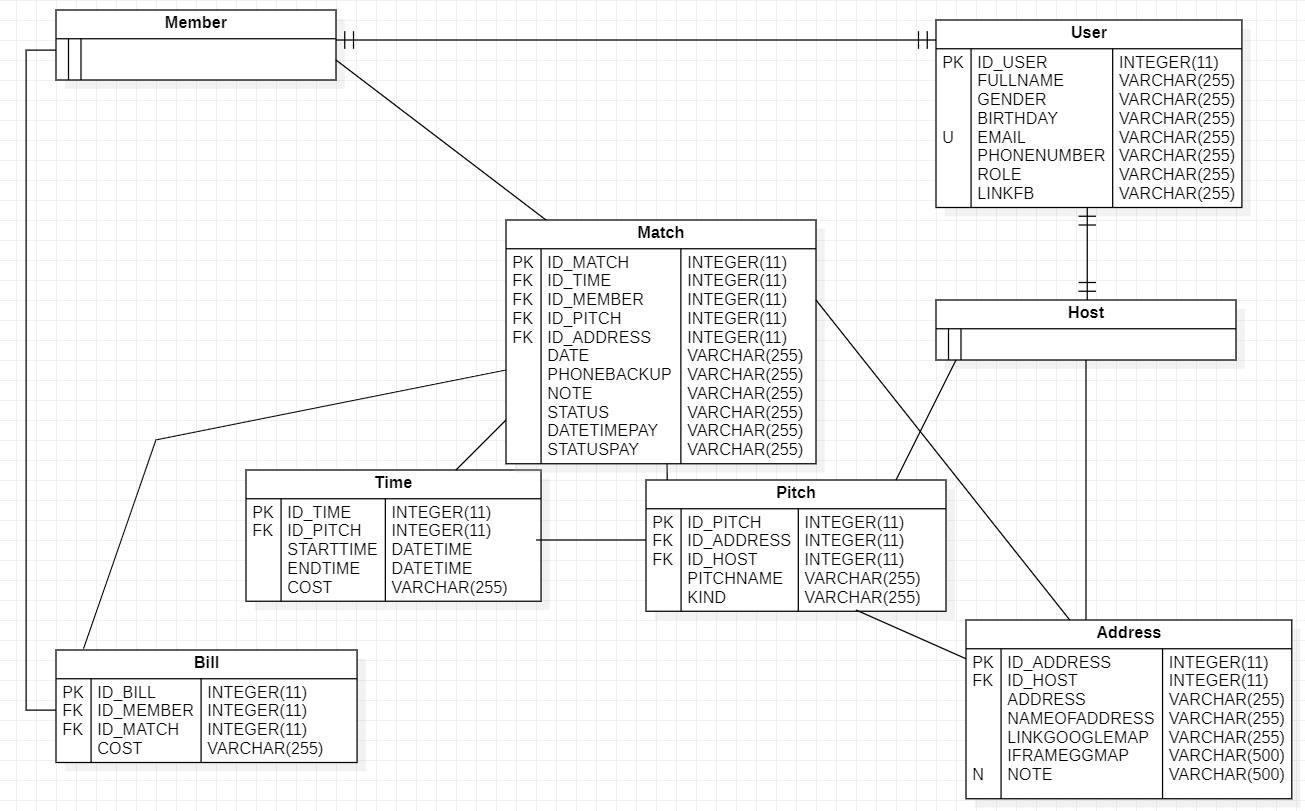 Member
User
PK ID_USER INTEGER(11)
FULLNAME VARCHAR(255)
GENDER VARCHAR(255)
BIRTHDAY VARCHAR(255)
U EMAIL VARCHAR(255)
PHONENUMBER VARCHAR(255)
ROLE VARCHAR(255)
LINKFB VARCHAR(255)
Match
PK ID_MATCH INTEGER(11)
FK ID_TIME INTEGER(11)
FK ID_MEMBER INTEGER(11)
FK ID_PITCH INTEGER(11)
FK ID_ADDRESS INTEGER(11)
DATE VARCHAR(255)
PHONEBACKUP VARCHAR(255)
NOTE VARCHAR(255)
STATUS VARCHAR(255)
DATETIMEPAY VARCHAR(255)
STATUSPAY VARCHAR(255)
Host
Time
PK ID_TIME INTEGER(11)
FK ID_PITCH INTEGER(11)
STARTTIME DATETIME
ENDTIME DATETIME
COST VARCHAR(255)
Pitch
PK ID_PITCH INTEGER(11)
FK ID_ADDRESS INTEGER(11)
FK ID_HOST INTEGER(11)
PITCHNAME VARCHAR(255)
KIND VARCHAR(255)
Bill
PK ID_BILL INTEGER(11)
FK ID_MEMBER INTEGER(11)
FK ID_MATCH INTEGER(11)
COST VARCHAR(255)
Address
PK ID_ADDRESS INTEGER(11)
FK ID_HOST INTEGER(11)
ADDRESS VARCHAR(255)
NAMEOFADDRESS VARCHAR(255)
LINKGOOGLEMAP VARCHAR(255)
IFRAMEGGMAP VARCHAR(500)
N NOTE VARCHAR(500)